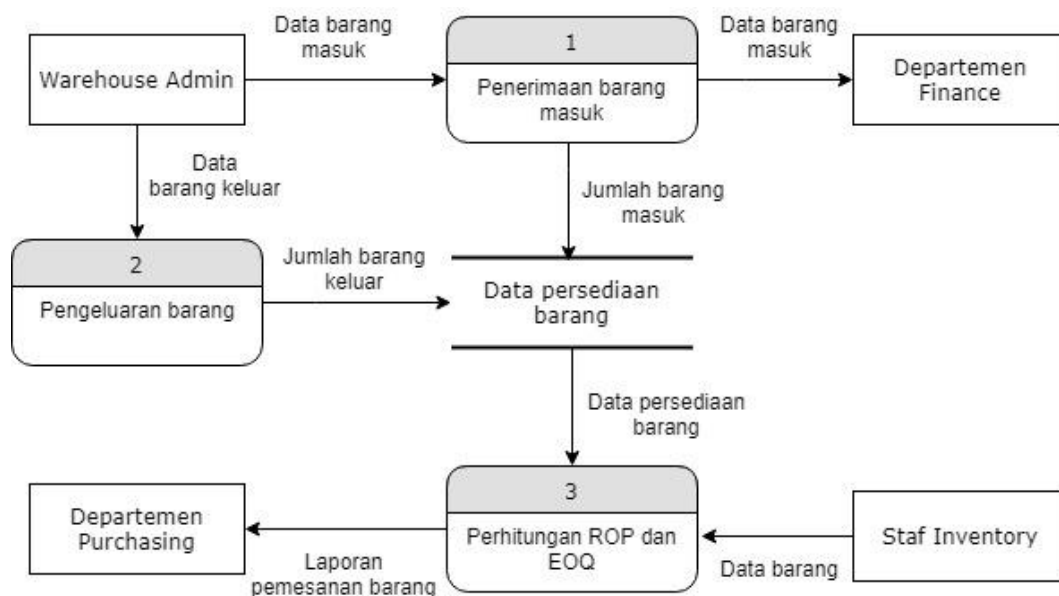 Warehouse Admin
Data barang
masuk
1
Penerimaan barang
masuk
Data barang
masuk
Departemen
Finance
Data
barang keluar
Jumlah barang
masuk
2
Pengeluaran barang
Jumlah barang
keluar
Data persediaan
barang
Data persediaan
barang
Departemen
Purchasing
Laporan
pemesanan barang
3
Perhitungan ROP dan
EOQ
Data barang
Staf Inventory